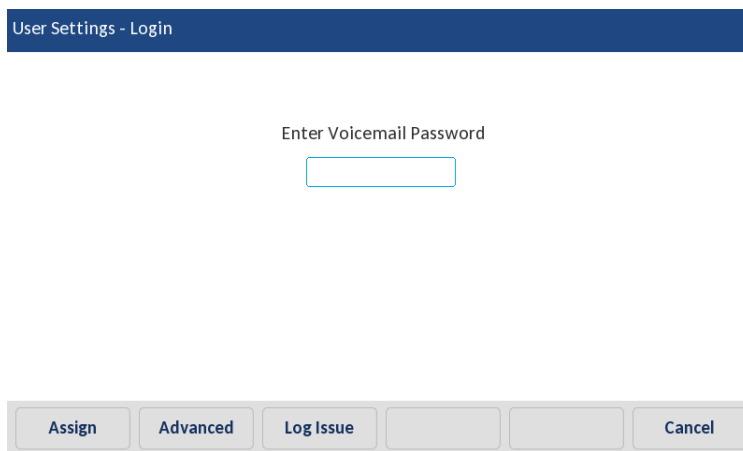 User Settings - Login
Enter Voicemail Password
Assign Advanced Log Issue Cancel